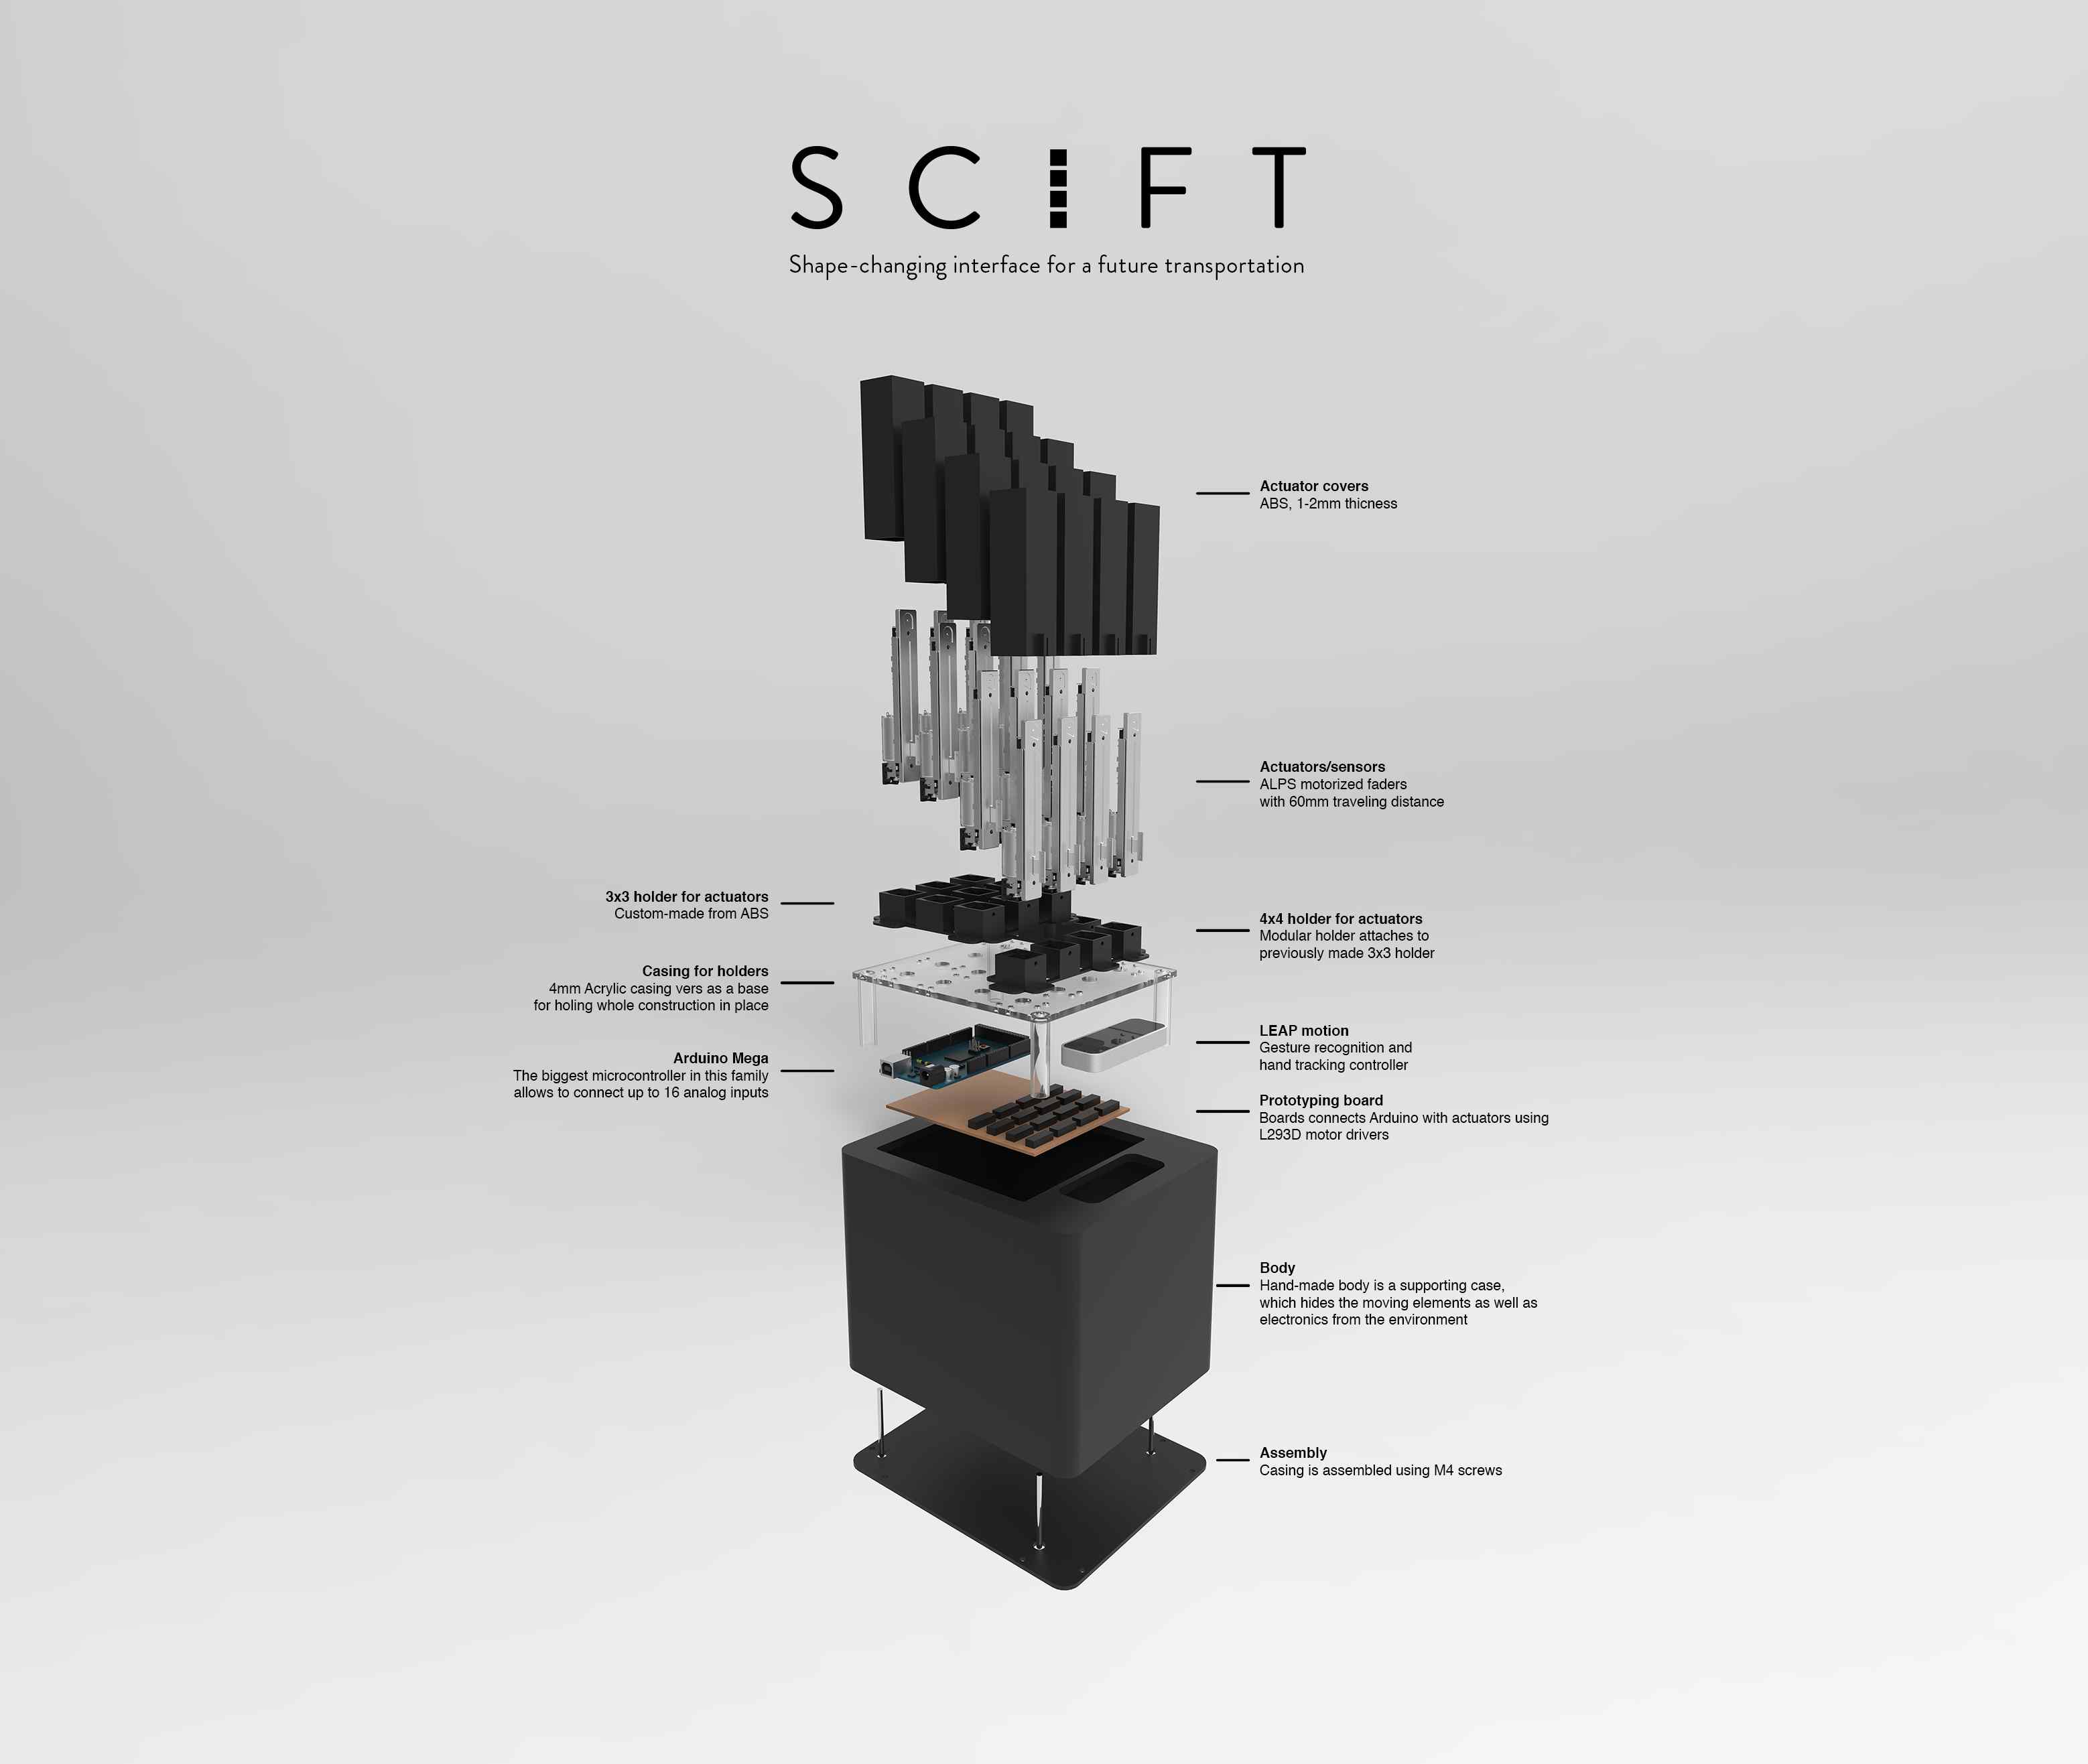 SCIFT
Shape-changing interface for a future transportation
Actuator covers
ABS, 1-2mm thicness
Actuators/sensors
ALPS motorized faders
with 60mm traveling distance
3x3 holder for actuators
Custom-made from ABS
4x4 holder for actuators
Modular holder attaches to
previously made 3x3 holder
Casing for holders
4mm Acrylic casing vers as a base
for holing whole construction in place
LEAP motion
Gesture recognition and
hand tracking controller
Arduino Mega
The biggest microcontroller in this family
allows to connect up to 16 analog inputs
Prototyping board
Boards connects Arduino with actuators using
L293D motor drivers
Body
Hand-made body is a supporting case,
which hides the moving elements as well as
electronics from the environment
Assembly
Casing is assembled using M4 screws